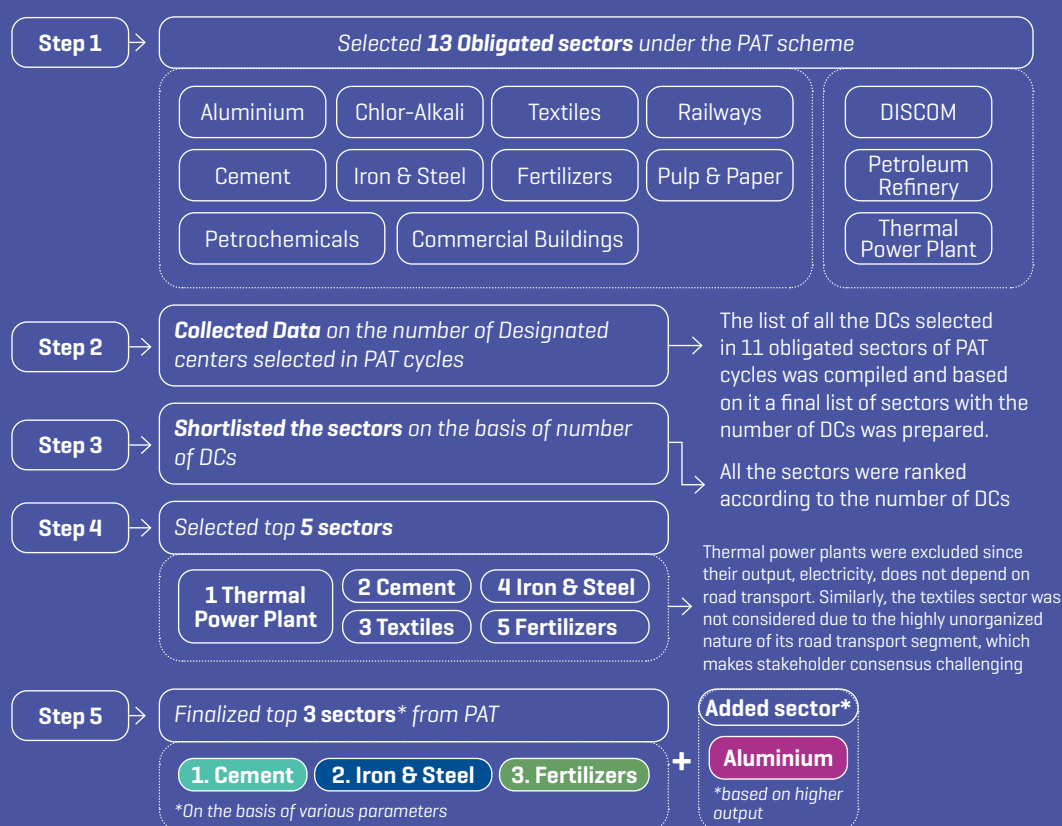 Step 1
Selected 13 Obligated sectors under the PAT scheme
Aluminium
Chlor-Alkali
Textiles
Railways
DISCOM
Cement
Iron & Steel
Fertilizers
Pulp & Paper
Petroleum
Refinery
Petrochemicals
Commercial Buildings
Thermal
Power Plant
Step 2
Collected Data on the number of Designated
centers selected in PAT cycles
The list of all the DCs selected
in 11 obligated sectors of PAT
cycles was compiled and based
on it a final list of sectors with the
number of DCs was prepared.
Step 3
Shortlisted the sectors on the basis of number
of DCs
All the sectors were ranked
according to the number of DCs
Step 4
Selected top 5 sectors
1 Thermal
Power Plant
2 Cement
4 Iron & Steel
3 Textiles
5 Fertilizers
Thermal power plants were excluded since
their output, electricity, does not depend on
road transport. Similarly, the textiles sector was
not considered due to the highly unorganized
nature of its road transport segment, which
makes stakeholder consensus challenging
Step 5
Finalized top 3 sectors* from PAT
1. Cement
2. Iron & Steel
3. Fertilizers
*On the basis of various parameters
+
Added sector*
Aluminium
*based on higher
output